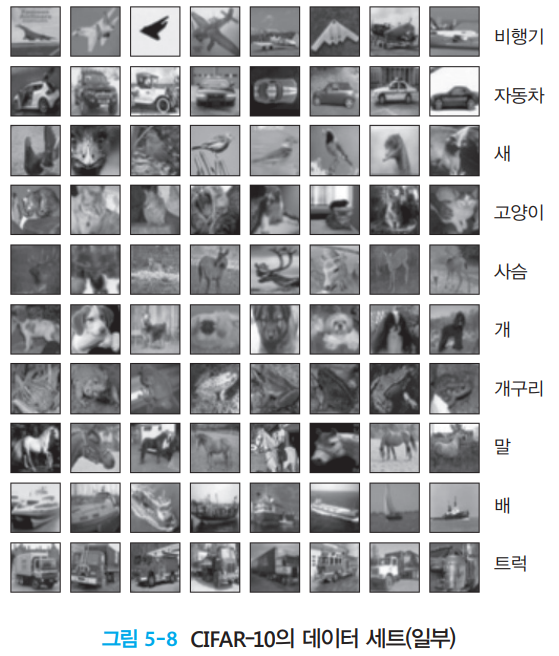 비행기
자동차
새
고양이
사슴
개
개구리
말
배
트럭
그림 5-8 CIFAR-10의 데이터 세트(일부)